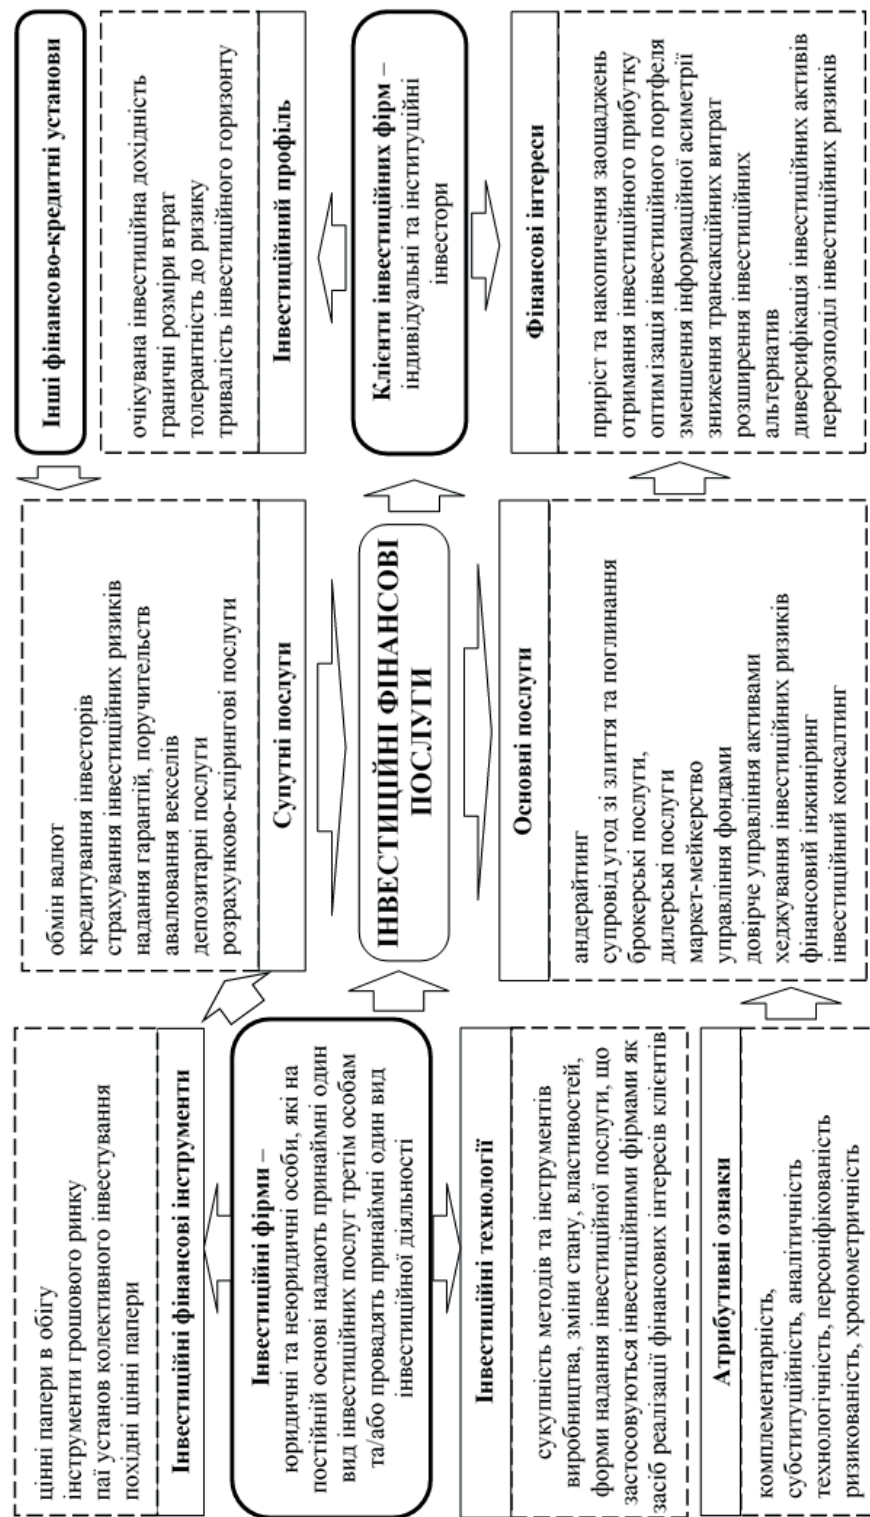 цінні папери в обігу
інструменти грошового ринку
паї установ колективного інвестування
похідні цінні папери
Інвестиційні фінансові інструменти
Інвестиційні фірми –
юридичні та неюридичні особи, які на
постійній основі надають принаймні один
вид інвестиційних послуг третім особам
та/або провадять принаймні один вид
інвестиційної діяльності
Інвестиційні технології
сукупність методів та інструментів
виробництва, зміни стану, властивостей,
форми надання інвестиційної послуги, що
застосовуються інвестиційними фірмами як
засіб реалізації фінансових інтересів клієнтів
Атрибутивні ознаки
комплементарність,
субституційність, аналітичність
технологічність, персоніфікованість
ризикованість, хронометричність
обмін валют
кредитування інвесторів
страхування інвестиційних ризиків
надання гарантій, поручительств
авалювання векселів
депозитарні послуги
розрахунково-клірингові послуги
Супутні послуги
ІНВЕСТИЦІЙНІ ФІНАНСОВІ
ПОСЛУГИ
Основні послуги
андерайтинг
супровід угод зі злиття та поглинання
брокерські послуги,
дилерські послуги
маркет-мейкерство
управління фондами
довірче управління активами
хеджування інвестиційних ризиків
фінансовий інжиніринг
інвестиційний консалтинг
Інші фінансово-кредитні установи
очікувана інвестиційна дохідність
граничні розміри втрат
толерантність до ризику
тривалість інвестиційного горизонту
Інвестиційний профіль
Клієнти інвестиційних фірм –
індивідуальні та інституційні
інвестори
Фінансові інтереси
приріст та накопичення заощаджень
отримання інвестиційного прибутку
оптимізація інвестиційного портфеля
зменшення інформаційної асиметрії
зниження трансакційних витрат
розширення інвестиційних
альтернатив
диверсифікація інвестиційних активів
перерозподіл інвестиційних ризиків